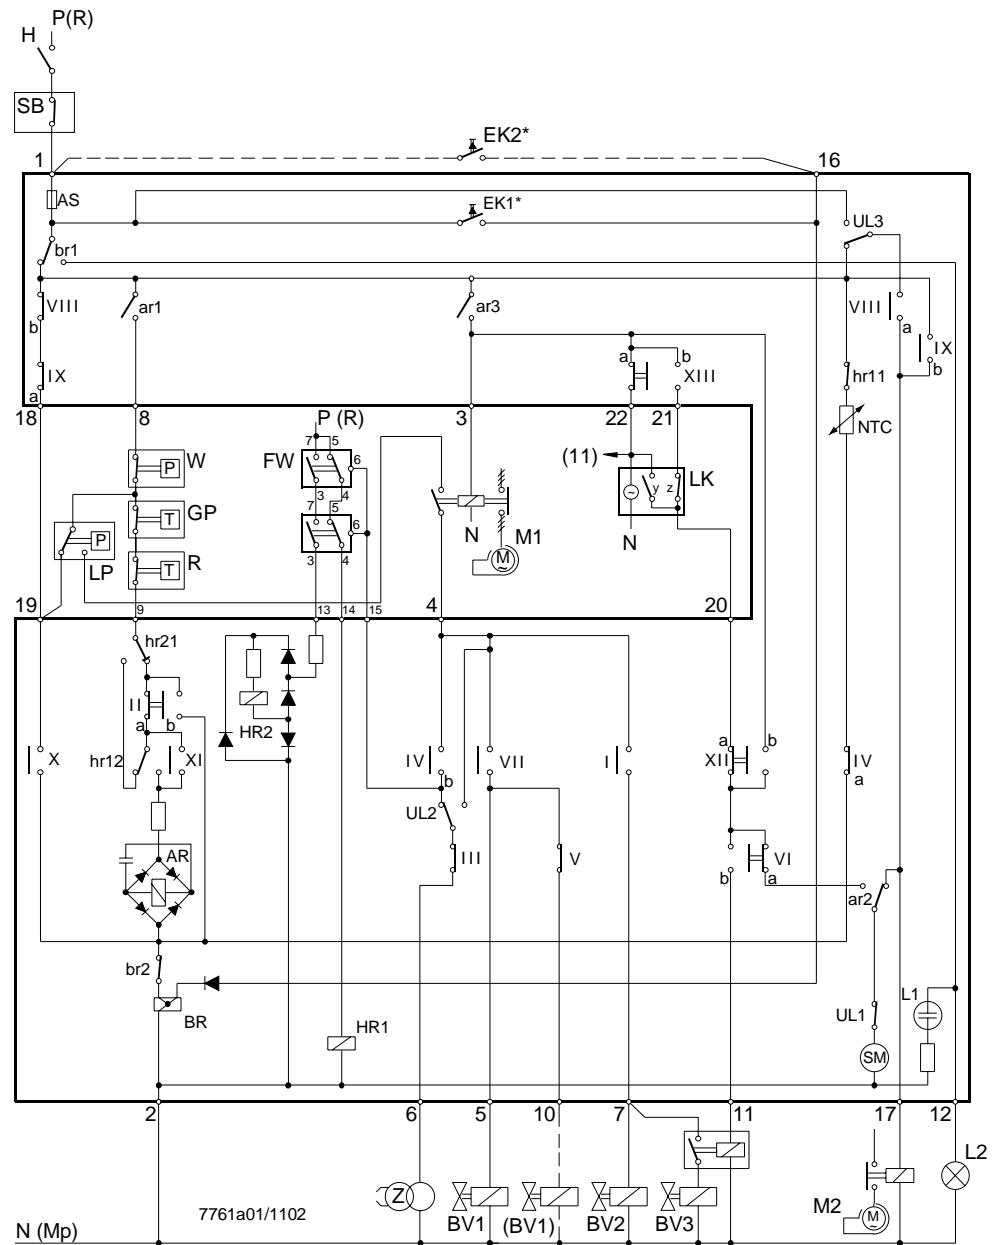 P(R)
H
SB
EK2*
1
16
AS
EK1*
UL3
br1
VIII
ar1
ar3
VIII
b
a
b
a
IX
IX
XIII
hr11
b
a
18
8
P (R)
3
22
21
NTC
7
5
(11)
W
P
FW
6
LK
y
z
3
4
~
7
5
GP
T
6
N
N
M1
P
R
T
M
~
LP
3
4
19
9
13
14
15
4
20
hr21
II
a
b
HR2
a
b
X
hr12
XI
IV
VII
I
XII
IV
b
a
UL2
AR
III
V
VI
b
a
ar2
br2
L1
BR
UL1
HR1
SM
2
6
5
10
7
11
17
12
L2
Z
M2
M
~
7761a01/1102
BV1
(BV1)
BV2
BV3
N (Mp)